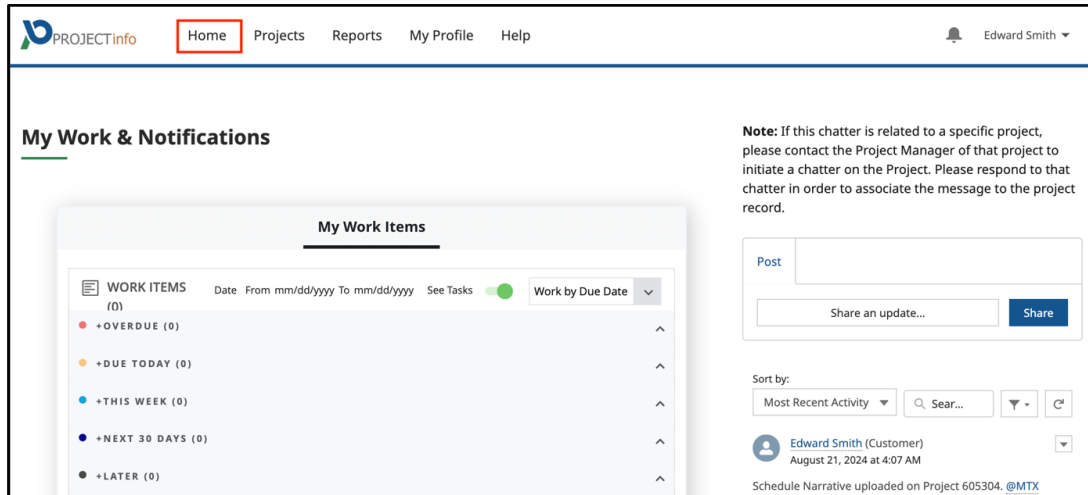 PROJECTinfo
Home Projects Reports My Profile Help
Edward Smith
My Work & Notifications
My Work Items
WORK ITEMS
(0)
Date From mm/dd/yyyy To mm/dd/yyyy See Tasks
Work by Due Date
+OVERDUE (0)
+DUE TODAY (0)
+THIS WEEK (0)
+NEXT 30 DAYS (0)
+LATER (0)
Note: If this chatter is related to a specific project,
please contact the Project Manager of that project to
initiate a chatter on the Project. Please respond to that
chatter in order to associate the message to the project
record.
Post
Share an update...
Share
Sort by:
Most Recent Activity
Sear...
Edward Smith (Customer)
August 21, 2024 at 4:07 AM
Schedule Narrative uploaded on Project 605304. @MTX